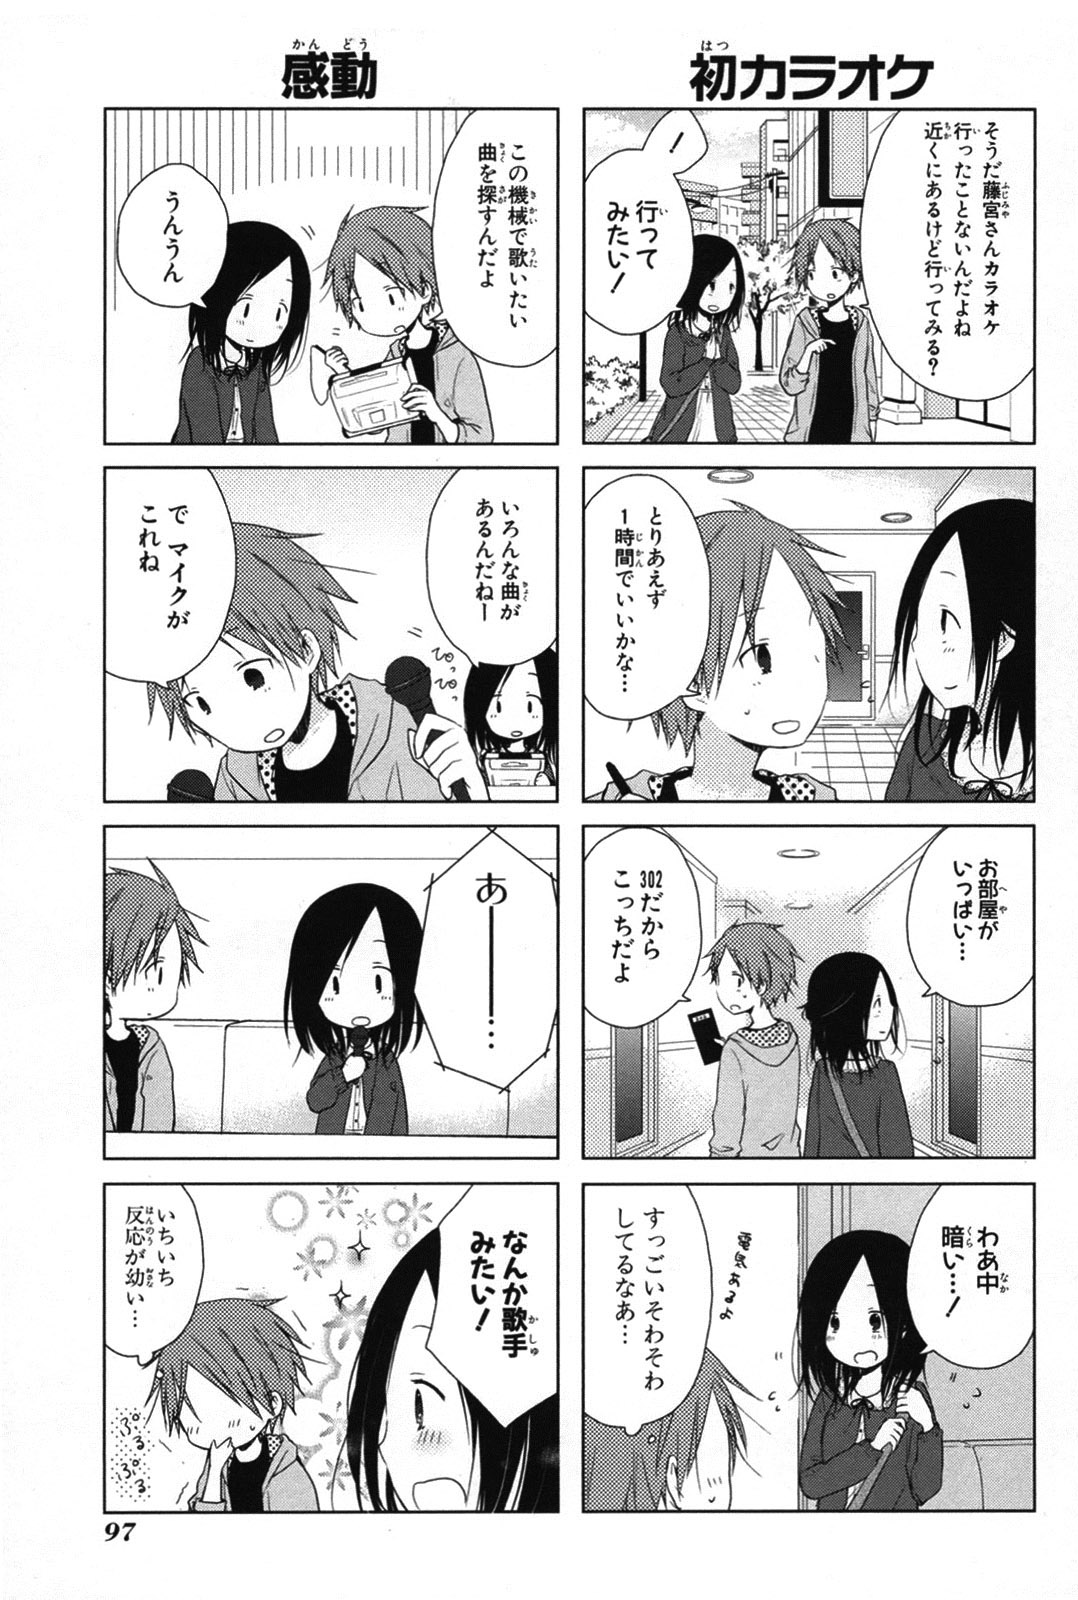 初カラオケ
そうだ藤宮さんカラオケ
行ったことないんだよね
近くにあるけど行ってみる？
！
行って
みたい！
とりあえず
１時間でいいかな…
お部屋が
いっぱい…
302だから
こっちだよ
わあ中
暗い…！
電気あるよ
すっごいそわそわ
してるなあ…
感動
この機械で歌いたい
曲を探すんだよ
うんうん
いろんな曲が
あるんだねー
ぴっ
ぴっ
で マイクが
これね
あ――…
なんか歌手
みたい！
いちいち
反応が幼い…
ぷる
ぷる
97